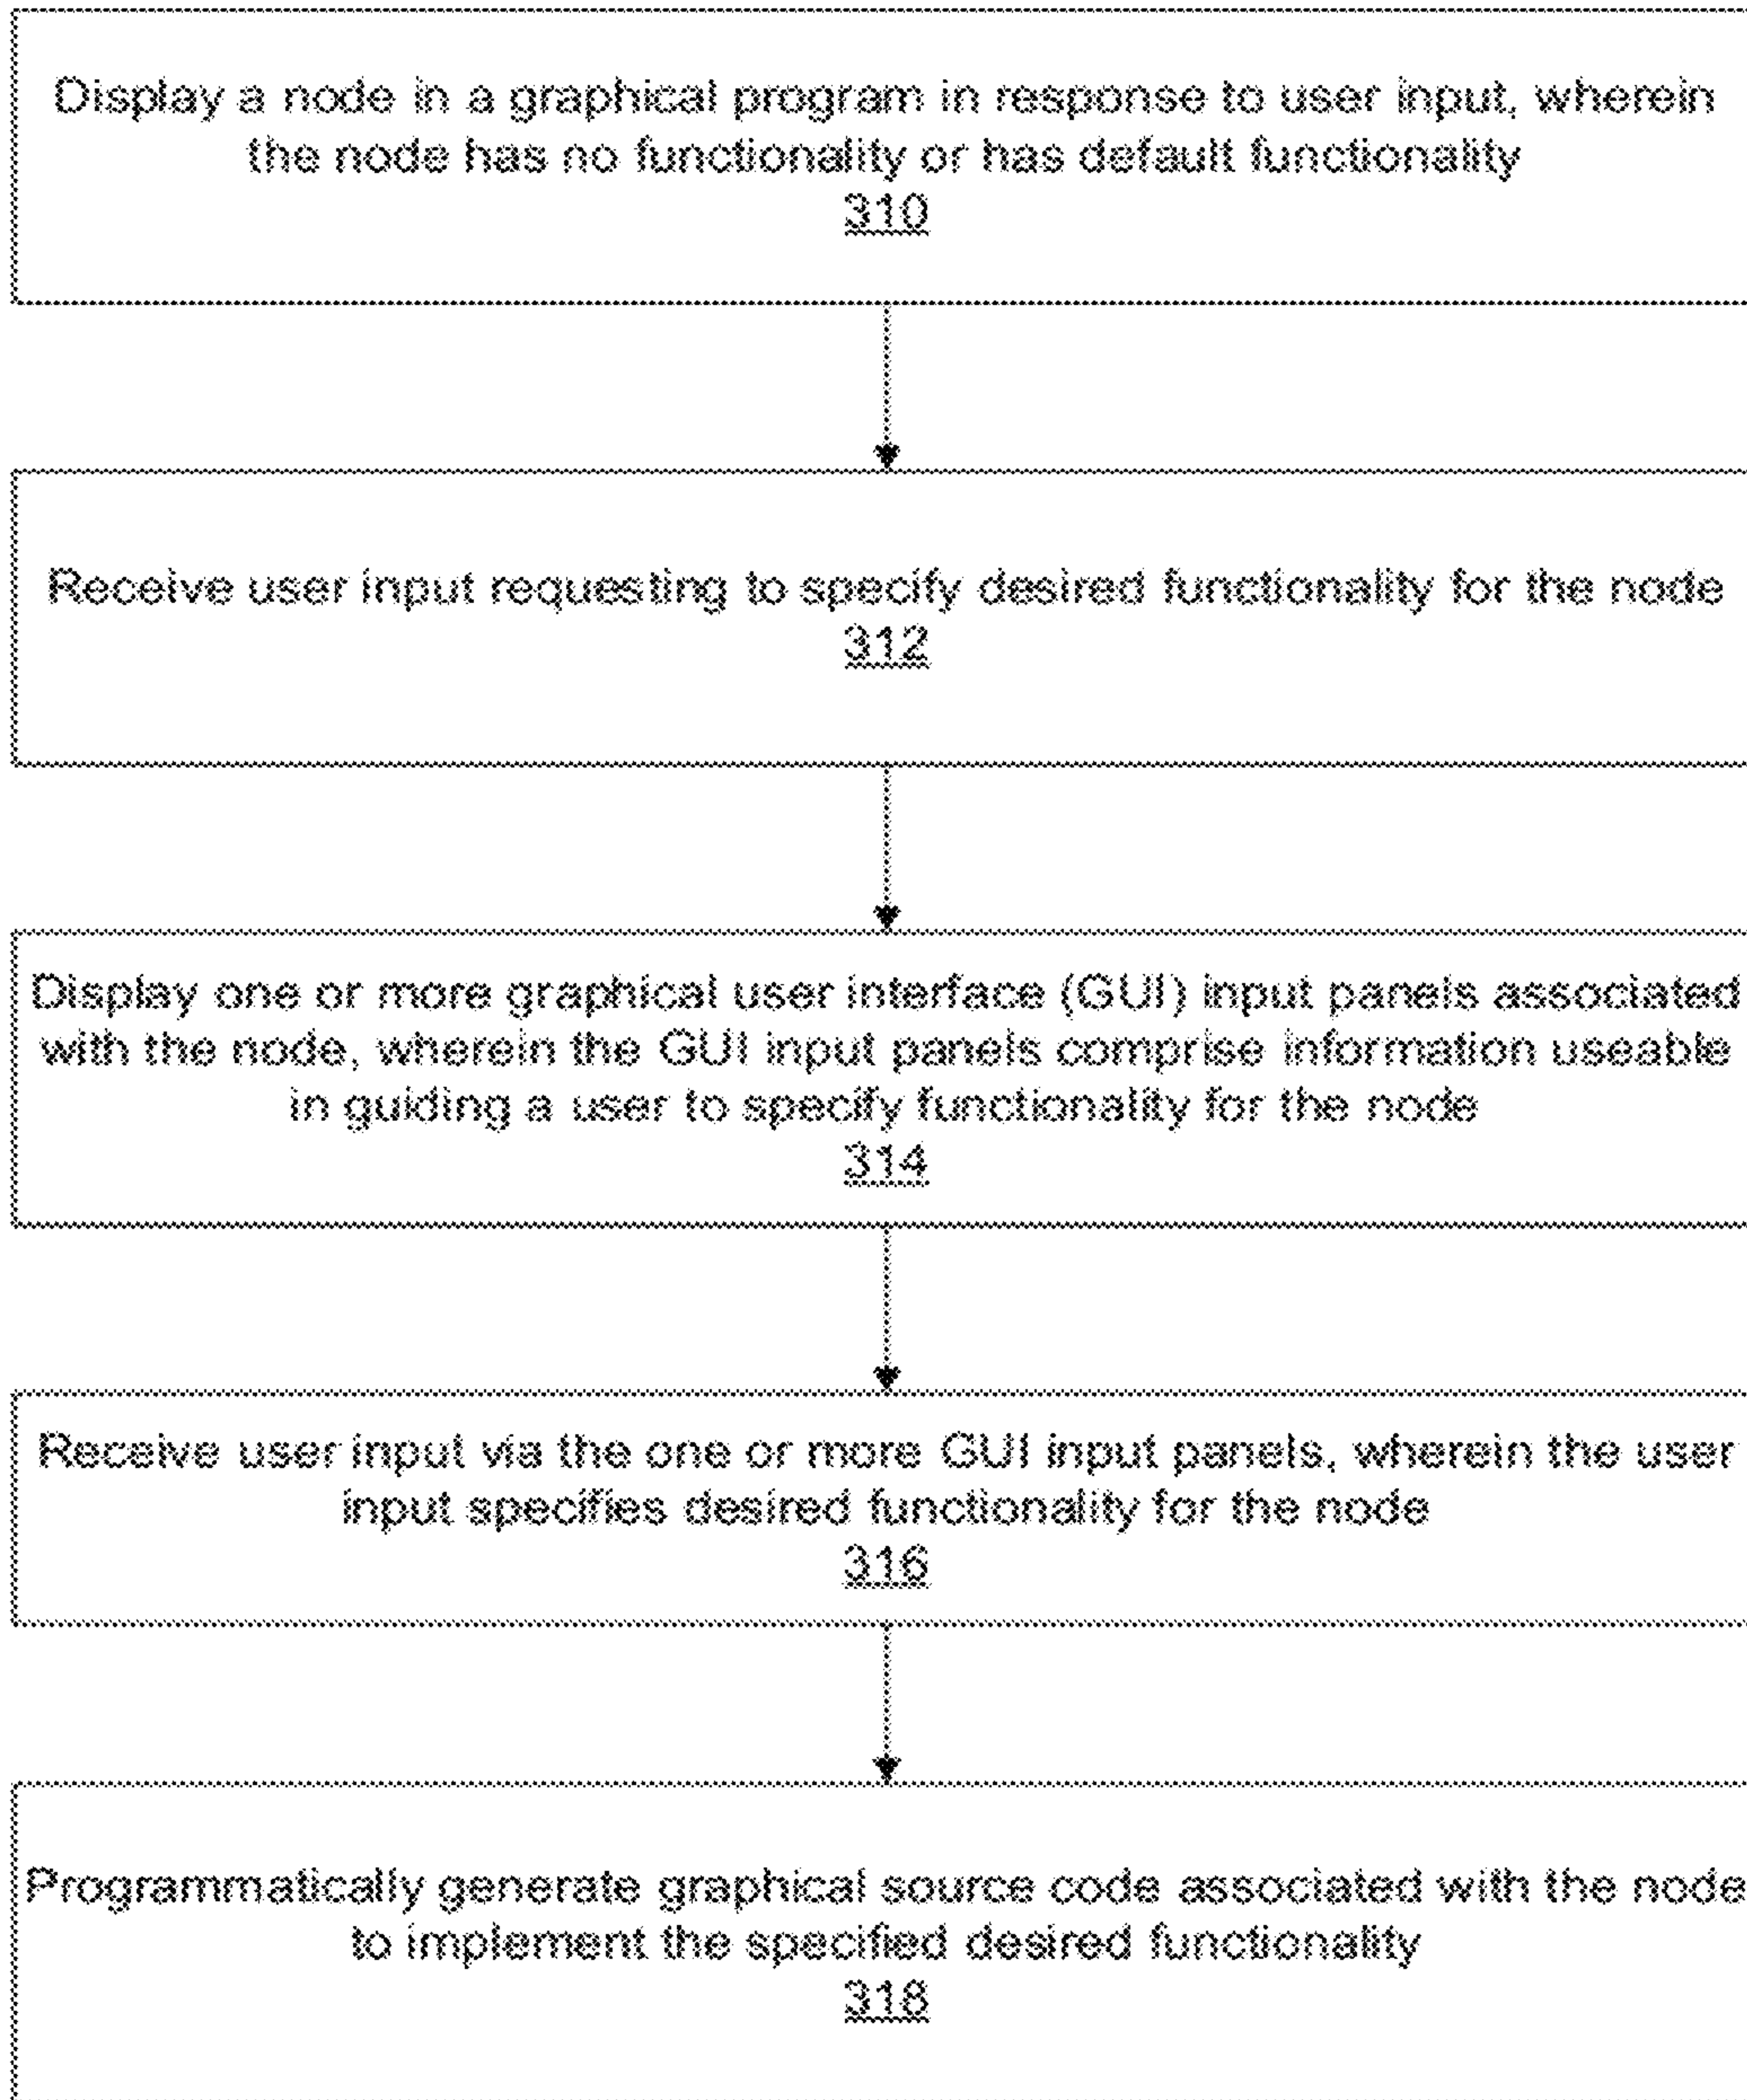 Display a node in a graphical program in response to user input, wherein
the node has no functionality or has default functionality
310
Receive user input requesting to specify desired functionality for the node
312
Display one or more graphical user interface (GUI) input panels associated
with the node, wherein the GUI input panels comprise information useable
in guiding a user to specify functionality for the node
314
Receive user input via the one or more GUI input panels, wherein the user
input specifies desired functionality for the node
316
Programmatically generate graphical source code associated with the node
to implement the specified desired functionality
318